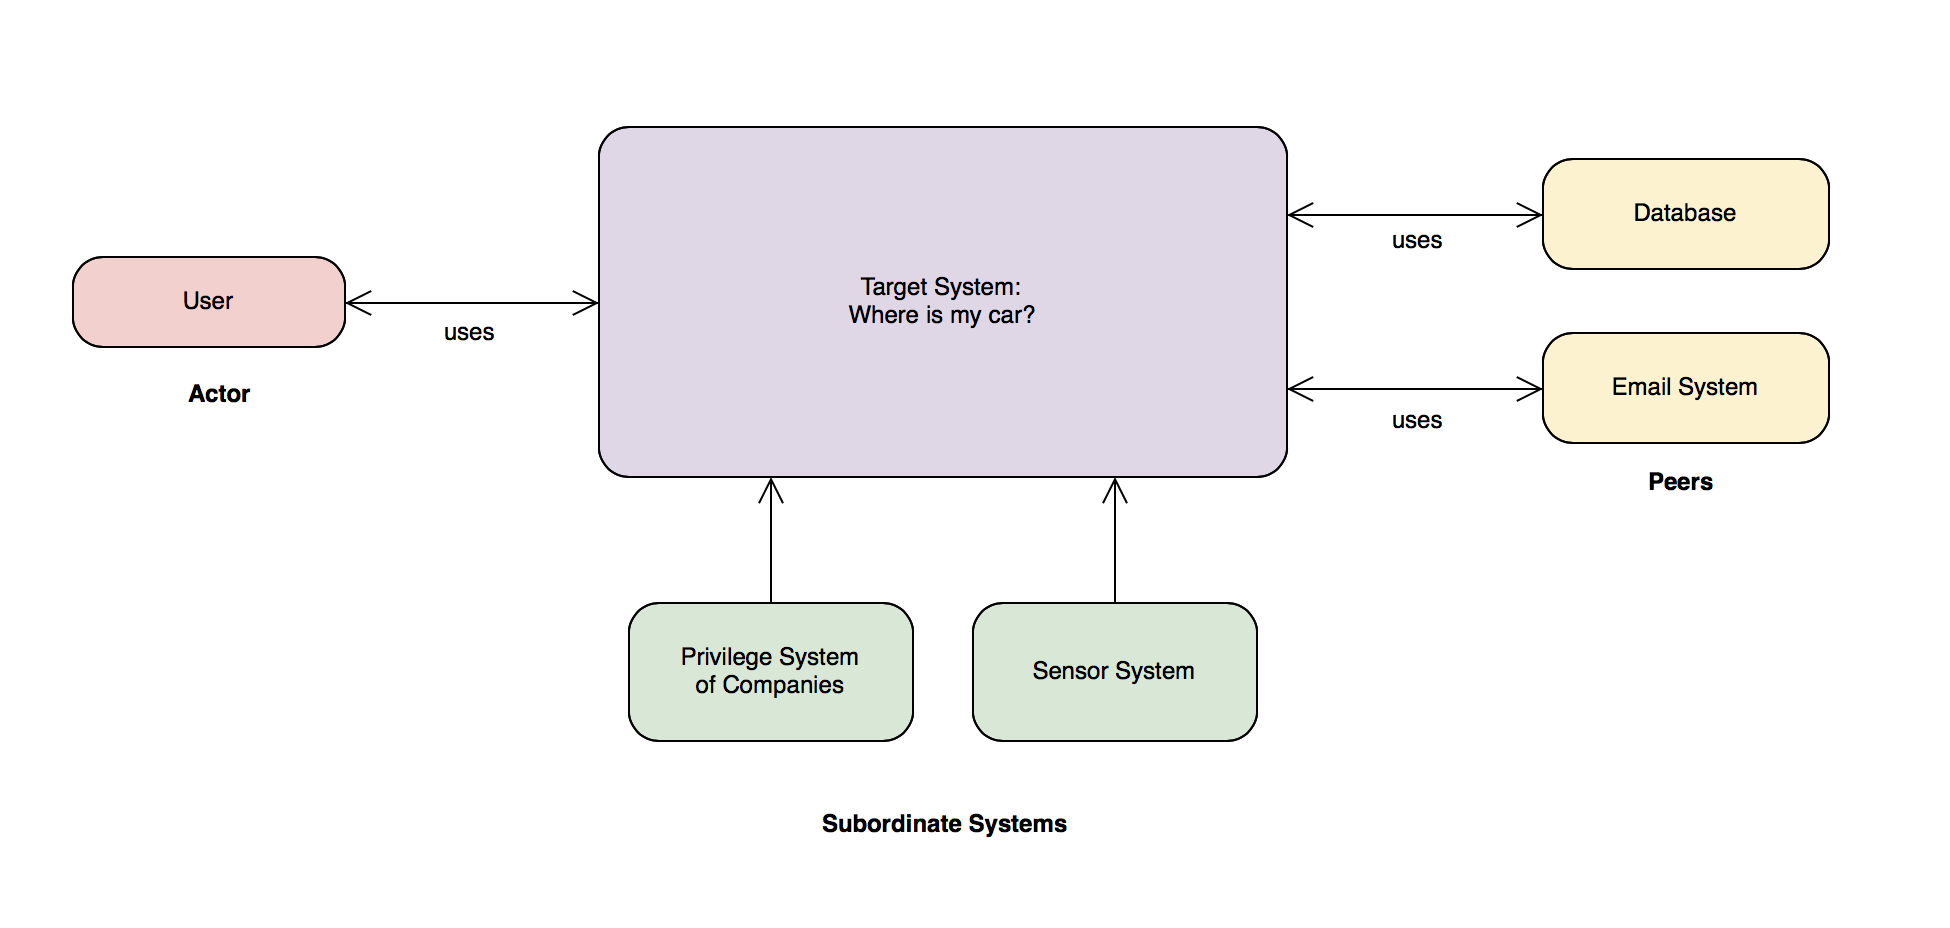 Target System:
Where is my car?
User
uses
Actor
Database
uses
Email System
uses
Peers
Privilege System
of Companies
Sensor System
Subordinate Systems